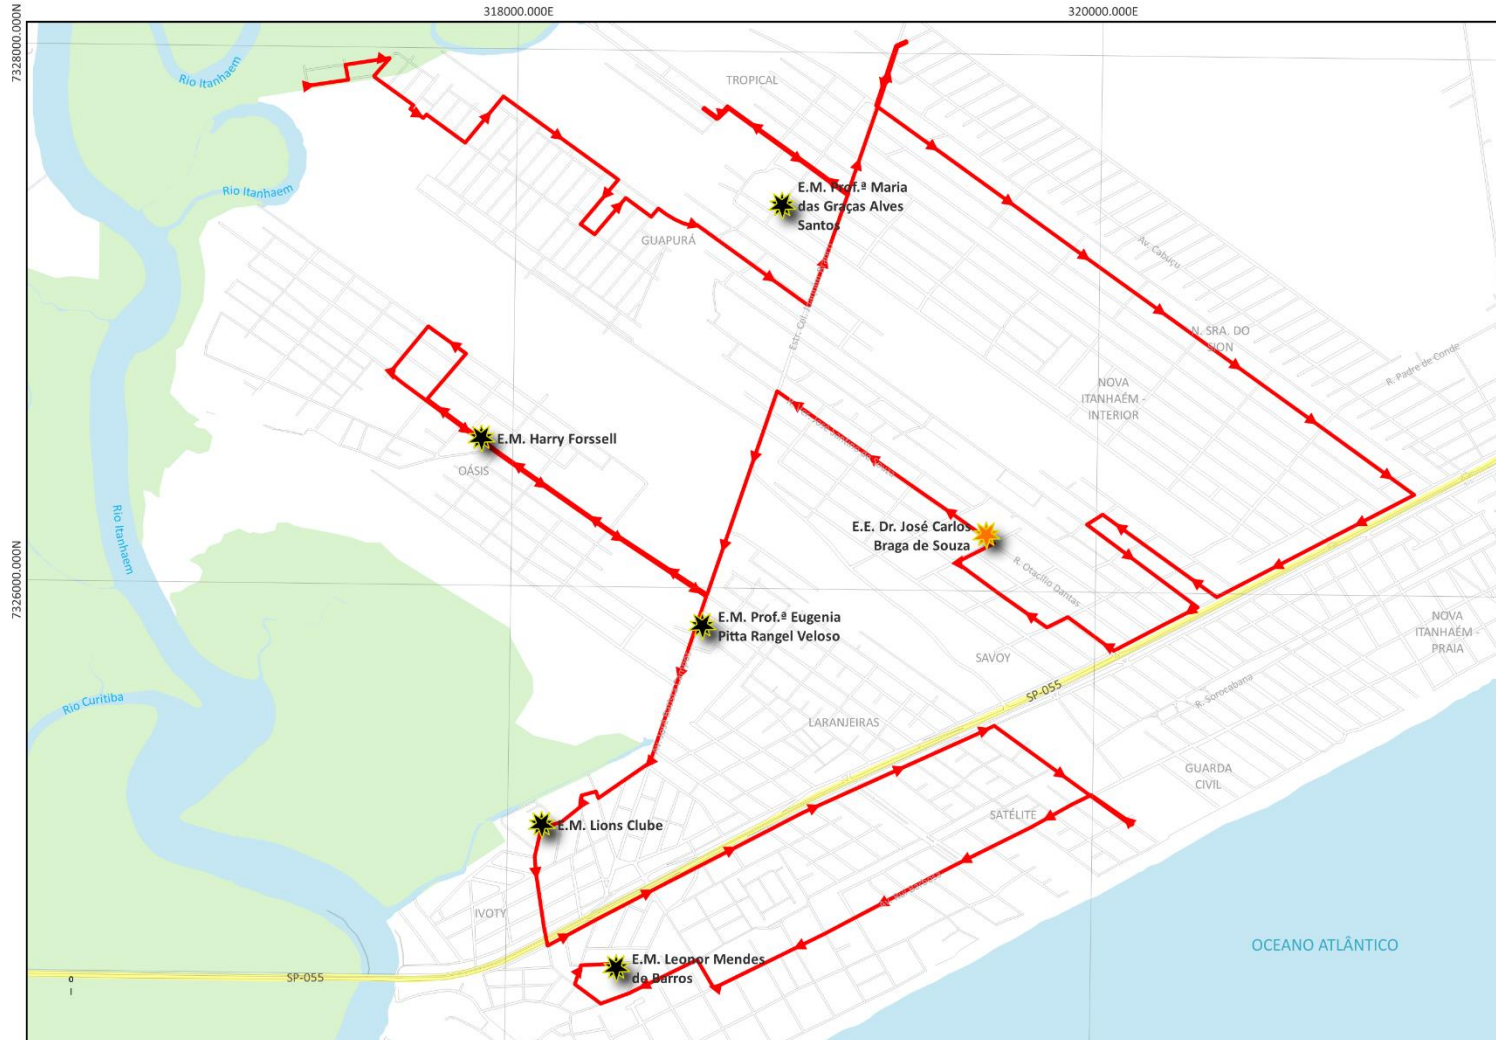 318000.000E
320000.000E
7328000.000N
Rio Itanhaem
TROPICAL
Rio Itanhaem
E.M. Prof.ª Maria
das Graças Alves
Santos
GUAPURÁ
Av. Cabuçu
N. SRA. DO
SION
R. Padre de Conde
NOVA
ITANHAÉM -
INTERIOR
E.M. Harry Forssell
OÁSIS
Rio Itanhaem
E.E. Dr. José Carlos
Braga de Souza
R. Otacílio Dantas
7326000.000N
E.M. Prof.ª Eugenia
Pitta Rangel Veloso
NOVA
ITANHAÉM -
PRAIA
SAVOY
SP-055
R. Sorocabana
Rio Curitiba
LARANJEIRAS
GUARDA
CIVIL
SATÉLITE
E.M. Lions Clube
IVOTY
OCEANO ATLÂNTICO
E.M. Leonor Mendes
de Barros
SP-055
0